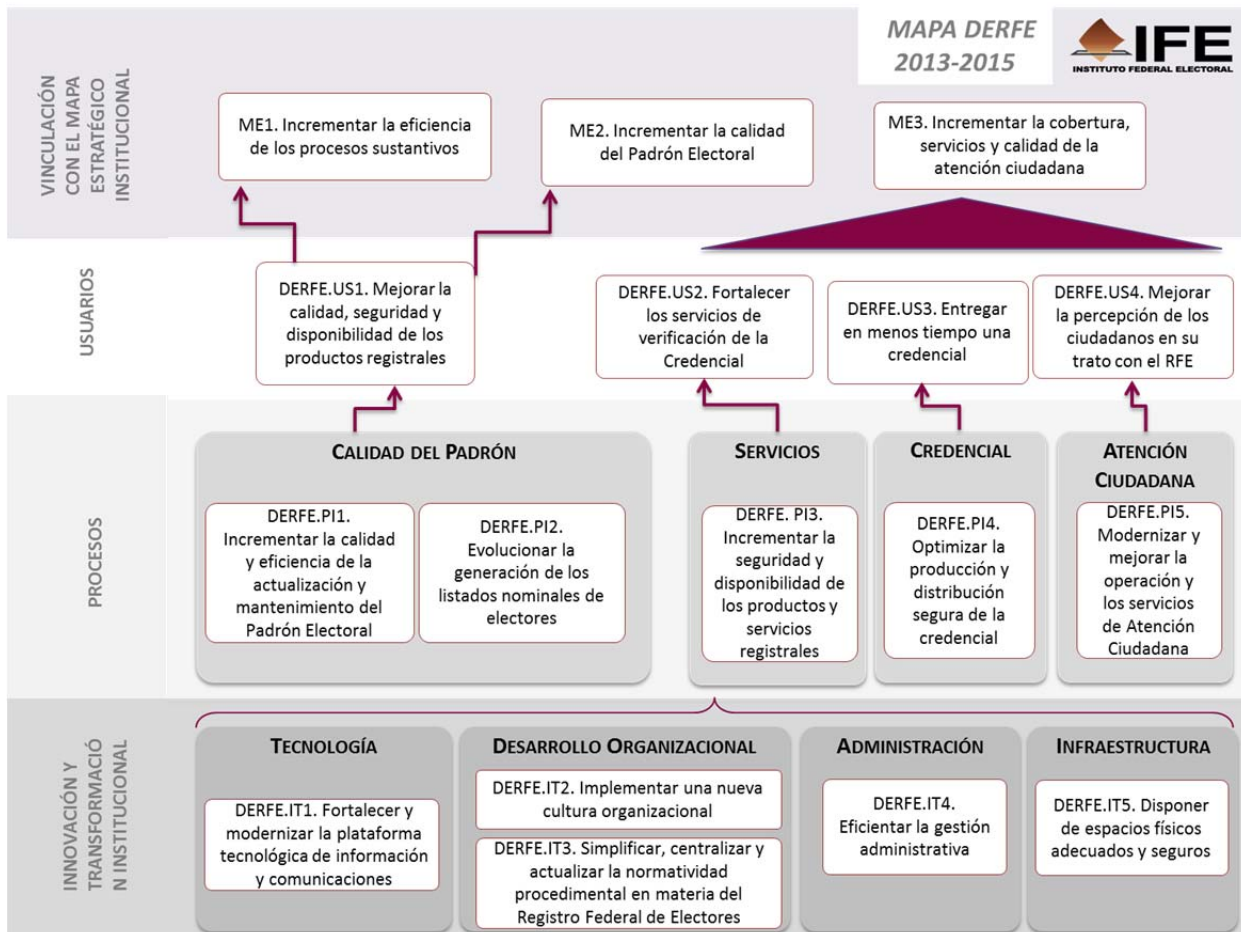 MAPA DERFE
2013-2015
IFE
INSTITUTO FEDERAL ELECTORAL
VINCULACIÓN
CON EL MAPA
ESTRATÉGICO
INSTITUCIONAL
ME1. Incrementar la eficiencia
de los procesos sustantivos
ME2. Incrementar la calidad
del Padrón Electoral
ME3. Incrementar la cobertura,
servicios y calidad de la
atención ciudadana
USUARIOS
DERFE.US1. Mejorar la
calidad, seguridad y
disponibilidad de los
productos registrales
DERFE.US2. Fortalecer
los servicios de
verificación de la
Credencial
DERFE.US3. Entregar
en menos tiempo una
credencial
DERFE.US4. Mejorar
la percepción de los
ciudadanos en su
trato con el RFE
PROCESOS
CALIDAD DEL PADRÓN
DERFE.PI1.
Incrementar la calidad
y eficiencia de la
actualización y
mantenimiento del
Padrón Electoral
DERFE.PI2.
Evolucionar la
generación de los
listados nominales de
electores
SERVICIOS
DERFE. PI3.
Incrementar la
seguridad y
disponibilidad de
los productos y
servicios
registrales
CREDENCIAL
DERFE.PI4.
Optimizar la
producción y
distribución
segura de la
credencial
ATENCIÓN
CIUDADANA
DERFE.PI5.
Modernizar y
mejorar la
operación y
los servicios
de Atención
Ciudadana
INNOVACIÓN Y
TRANSFORMACIÓ
N INSTITUCIONAL
TECNOLOGÍA
DERFE.IT1. Fortalecer y
modernizar la plataforma
tecnológica de información
y comunicaciones
DESARROLLO ORGANIZACIONAL
DERFE.IT2. Implementar una nueva
cultura organizacional
DERFE.IT3. Simplificar, centralizar y
actualizar la normatividad
procedimental en materia del
Registro Federal de Electores
ADMINISTRACIÓN
DERFE.IT4.
Eficientar la gestión
administrativa
INFRAESTRUCTURA
DERFE.IT5. Disponer
de espacios físicos
adecuados y seguros